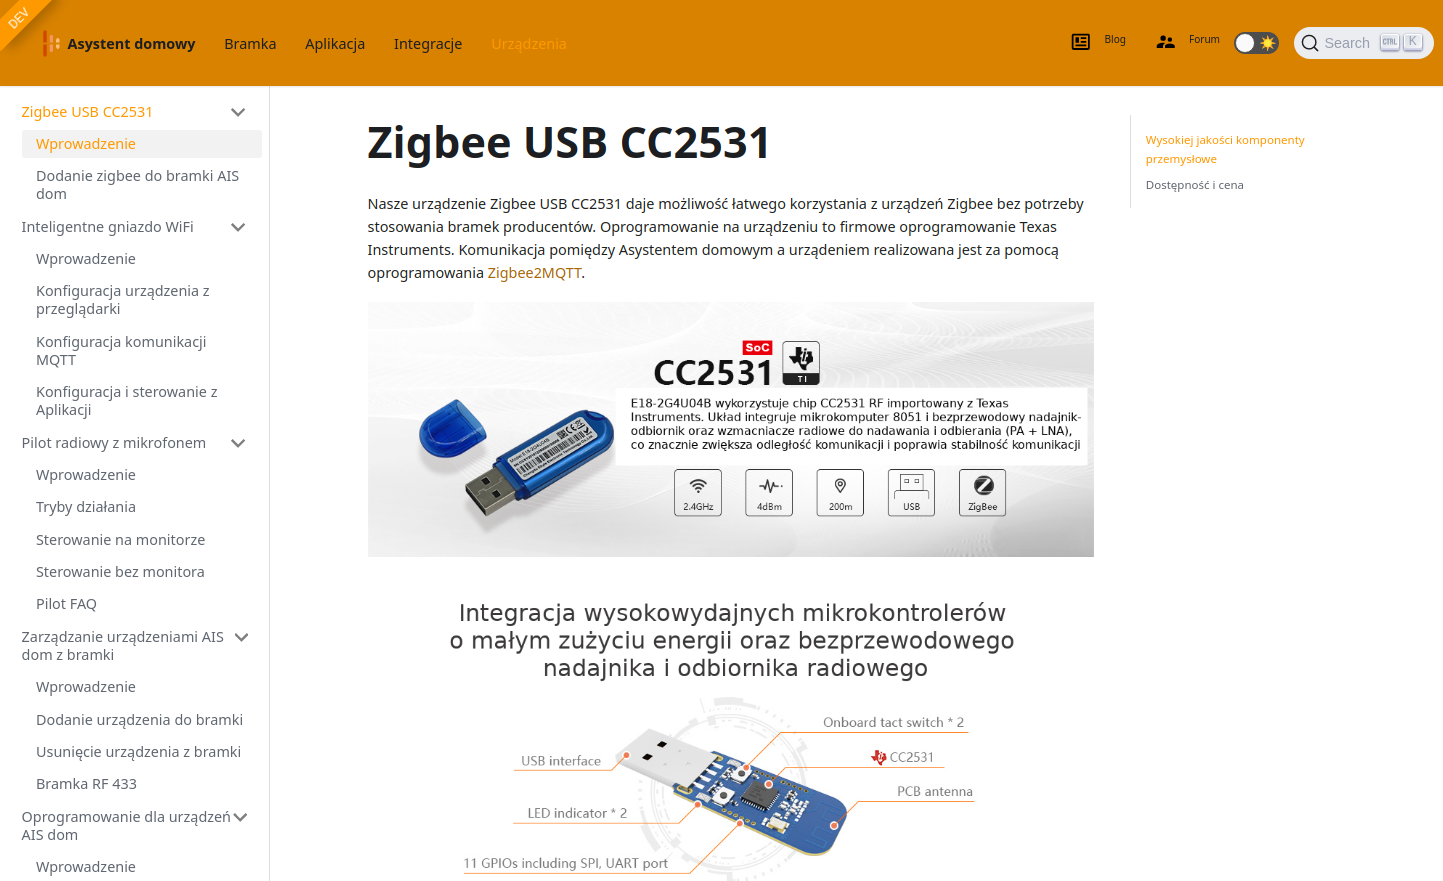 DEV
Asystent domowy
Bramka
Aplikacja
Integracje
Urządzenia
Blog
Forum
Search
CTRL
K
Zigbee USB CC2531
Wprowadzenie
Dodanie zigbee do bramki AIS
dom
Inteligentne gniazdo WiFi
Wprowadzenie
Konfiguracja urządzenia z
przeglądarki
Konfiguracja komunikacji
MQTT
Konfiguracja i sterowanie z
Aplikacji
Pilot radiowy z mikrofonem
Wprowadzenie
Tryby działania
Sterowanie na monitorze
Sterowanie bez monitora
Pilot FAQ
Zarządzanie urządzeniami AIS
dom z bramki
Wprowadzenie
Dodanie urządzenia do bramki
Usunięcie urządzenia z bramki
Bramka RF 433
Oprogramowanie dla urządzeń
AIS dom
Wprowadzenie
Zigbee USB CC2531
Nasze urządzenie Zigbee USB CC2531 daje możliwość łatwego korzystania z urządzeń Zigbee bez potrzeby
stosowania bramek producentów. Oprogramowanie na urządzeniu to firmowe oprogramowanie Texas
Instruments. Komunikacja pomiędzy Asystentem domowym a urządeniem realizowana jest za pomocą
oprogramowania Zigbee2MQTT.
SoC
CC2531
TI
E18-2G4U04B wykorzystuje chip CC2531 RF importowany z Texas
Instruments. Układ integruje mikrokomputer 8051 i bezprzewodowy nadajnik-
odbiornik oraz wzmacniacze radiowe do nadawania i odbierania (PA + LNA),
co znacznie zwiększa odległość komunikacji i poprawia stabilność komunikacji
2.4GHz
4dBm
200m
USB
ZigBee
Integracja wysokowydajnych mikrokontrolerów
o małym zużyciu energii oraz bezprzewodowego
nadajnika i odbiornika radiowego
Onboard tact switch * 2
USB interface
CC2531
PCB antenna
LED indicator * 2
11 GPIOs including SPI, UART port
Wysokiej jakości komponenty
przemysłowe
Dostępność i cena